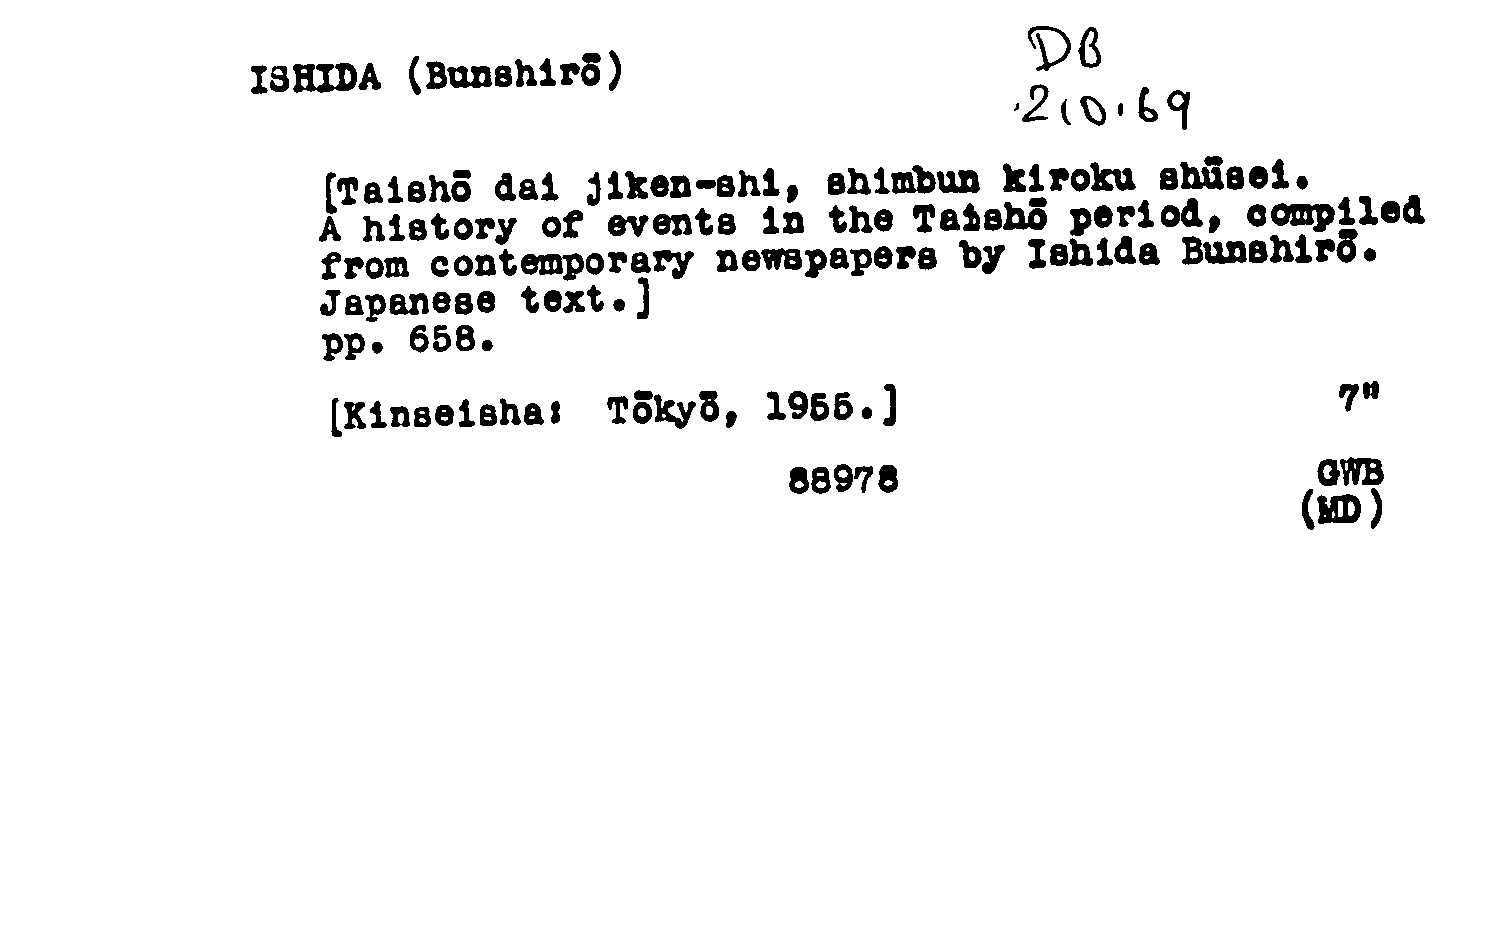 ISHIDA (Bunshirō)
DB
.210.69
[Taishō dai jiken-shi, shimbun kiroku shūsei.
A history of events in the Taishō period, compiled
from contemporary newspapers by Ishida Bunshirō.
Japanese text.]
pp. 658.
[Kinseisha: Tōkyō, 1955.]
7"
88978
GWB
(MD)